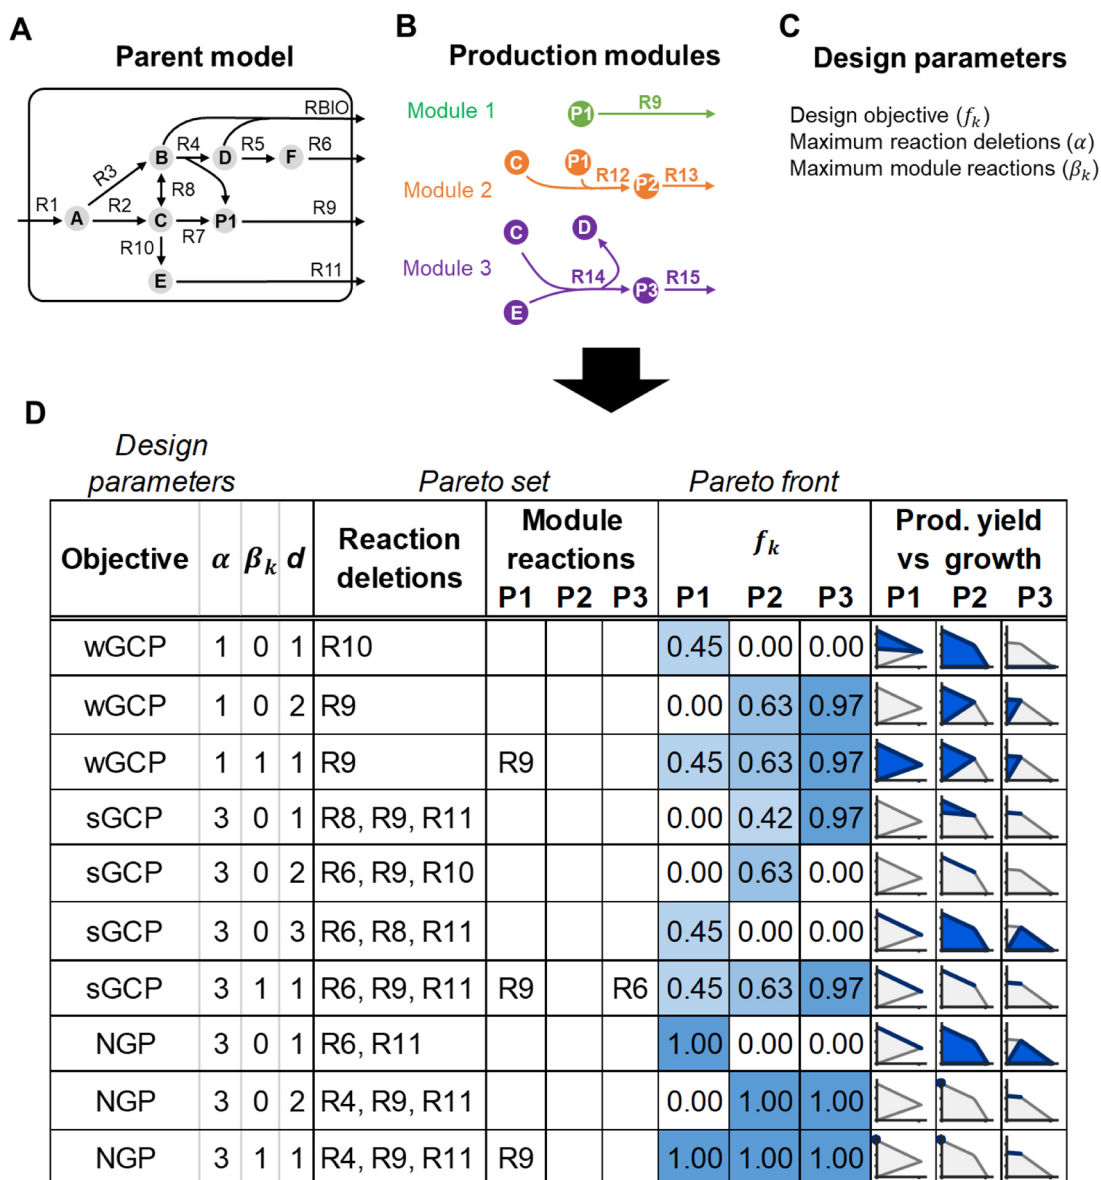 A
Parent model
RBIO
B
R4
D
R5
F
R6
R3
R8
R1
A
R2
C
R7
P1
R9
R10
E
R11
B
Production modules
Module 1
P1
R9
Module 2
C
P1
R12
P2
R13
Module 3
C
D
R14
P3
R15
E
C
Design parameters
Design objective (fₖ)
Maximum reaction deletions (α)
Maximum module reactions (βₖ)
D
Design parameters
Pareto set
Pareto front
Objective α βₖ d Reaction deletions Module reactions fₖ Prod. yield vs growth
P1 P2 P3 P1 P2 P3 P1 P2 P3
wGCP 1 0 1 R10 0.45 0.00 0.00
wGCP 1 0 2 R9 0.00 0.63 0.97
wGCP 1 1 1 R9 R9 0.45 0.63 0.97
sGCP 3 0 1 R8, R9, R11 0.00 0.42 0.97
sGCP 3 0 2 R6, R9, R10 0.00 0.63 0.00
sGCP 3 0 3 R6, R8, R11 0.45 0.00 0.00
sGCP 3 1 1 R6, R9, R11 R9 R6 0.45 0.63 0.97
NGP 3 0 1 R6, R11 1.00 0.00 0.00
NGP 3 0 2 R4, R9, R11 0.00 1.00 1.00
NGP 3 1 1 R4, R9, R11 R9 1.00 1.00 1.00